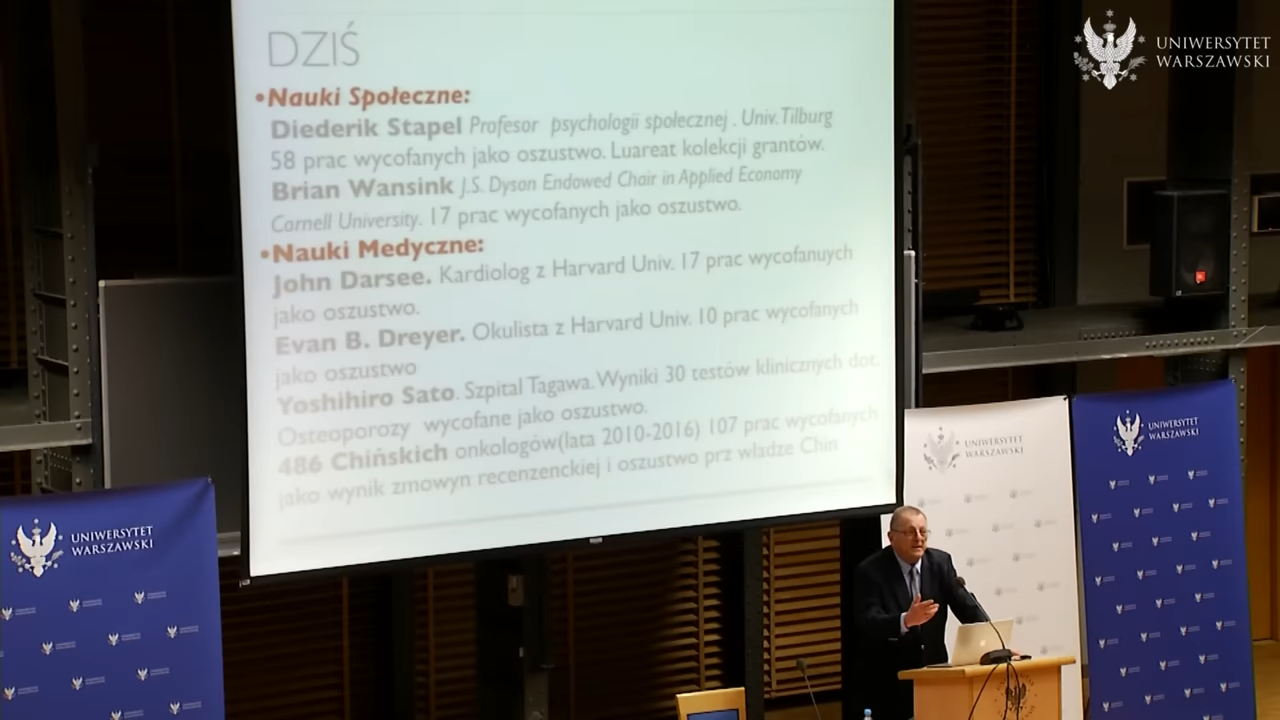 UNIWERSYTET
WARSZAWSKI
DZIŚ
•Nauki Społeczne:
Diederik Stapel Profesor psychologii społecznej . Univ. Tilburg
58 prac wycofanych jako oszustwo. Luareat kolekcji grantów.
Brian Wansink J.S. Dyson Endowed Chair in Applied Economy
Cornell University. 17 prac wycofanych jako oszustwo.
•Nauki Medyczne:
John Darsee. Kardiolog z Harvard Univ. 17 prac wycofanuych
jako oszustwo.
Evan B. Dreyer. Okulista z Harvard Univ. 10 prac wycofanych
jako oszustwo
Yoshihiro Sato. Szpital Tagawa. Wyniki 30 testów klinicznych dot.
Osteoporozy wycofane jako oszustwo.
486 Chińskich onkologów(lata 2010-2016) 107 prac wycofanych
jako wynik zmowyn recenzenckiej i oszustwo prz władze Chin
UNIWERSYTET
WARSZAWSKI
UNIWERSYTET
WARSZAWSKI
UNIWERSYTET
WARSZAWSKI